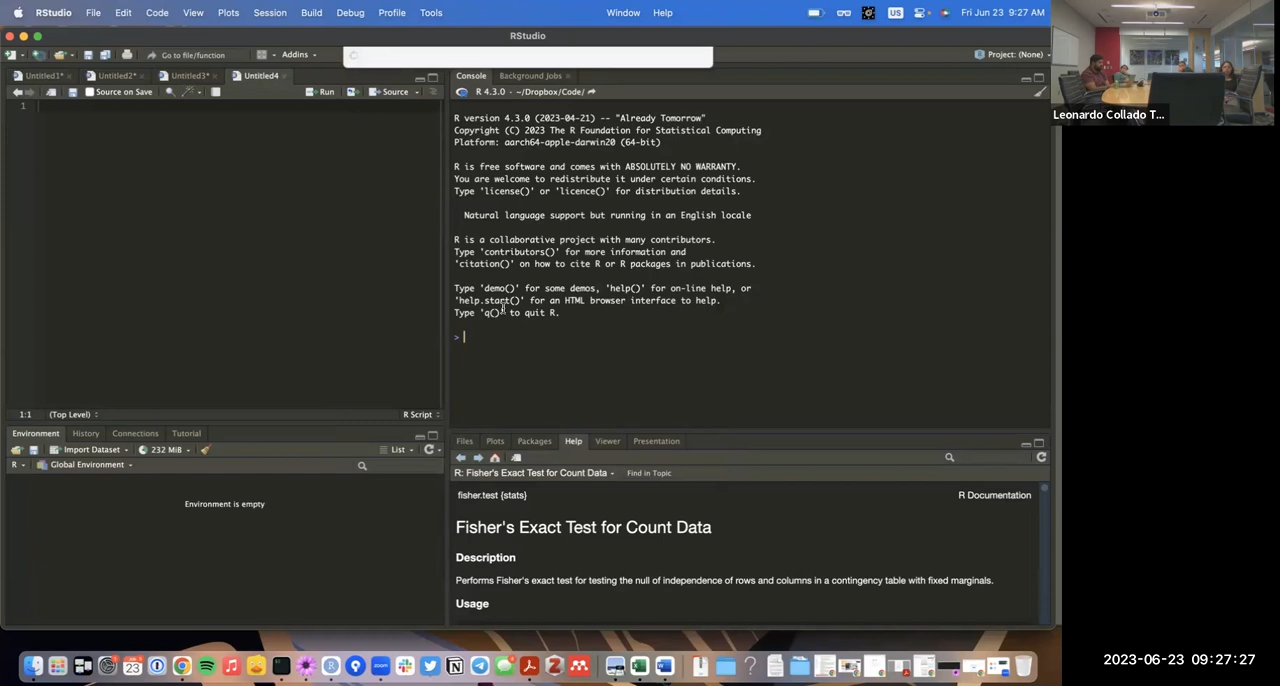 RStudio File Edit Code View Plots Session Build Debug Profile Tools Window Help US Fri Jun 23 9:27 AM
RStudio
Go to file/function Addins Project: (None)
Untitled1* Untitled2* Untitled3* Untitled4
Source on Save Run Source
1
1:1 (Top Level) R Script
Console Background Jobs
R 4.3.0 · ~/Dropbox/Code/
R version 4.3.0 (2023-04-21) -- "Already Tomorrow"
Copyright (C) 2023 The R Foundation for Statistical Computing
Platform: aarch64-apple-darwin20 (64-bit)
R is free software and comes with ABSOLUTELY NO WARRANTY.
You are welcome to redistribute it under certain conditions.
Type 'license()' or 'licence()' for distribution details.
Natural language support but running in an English locale
R is a collaborative project with many contributors.
Type 'contributors()' for more information and
'citation()' on how to cite R or R packages in publications.
Type 'demo()' for some demos, 'help()' for on-line help, or
'help.start()' for an HTML browser interface to help.
Type 'q()' to quit R.
>
Environment History Connections Tutorial
Import Dataset 232 MiB List
R Global Environment
Environment is empty
Files Plots Packages Help Viewer Presentation
R: Fisher's Exact Test for Count Data Find in Topic
fisher.test {stats} R Documentation
Fisher's Exact Test for Count Data
Description
Performs Fisher's exact test for testing the null of independence of rows and columns in a contingency table with fixed marginals.
Usage
Leonardo Collado T...
23
zoom
2023-06-23 09:27:27